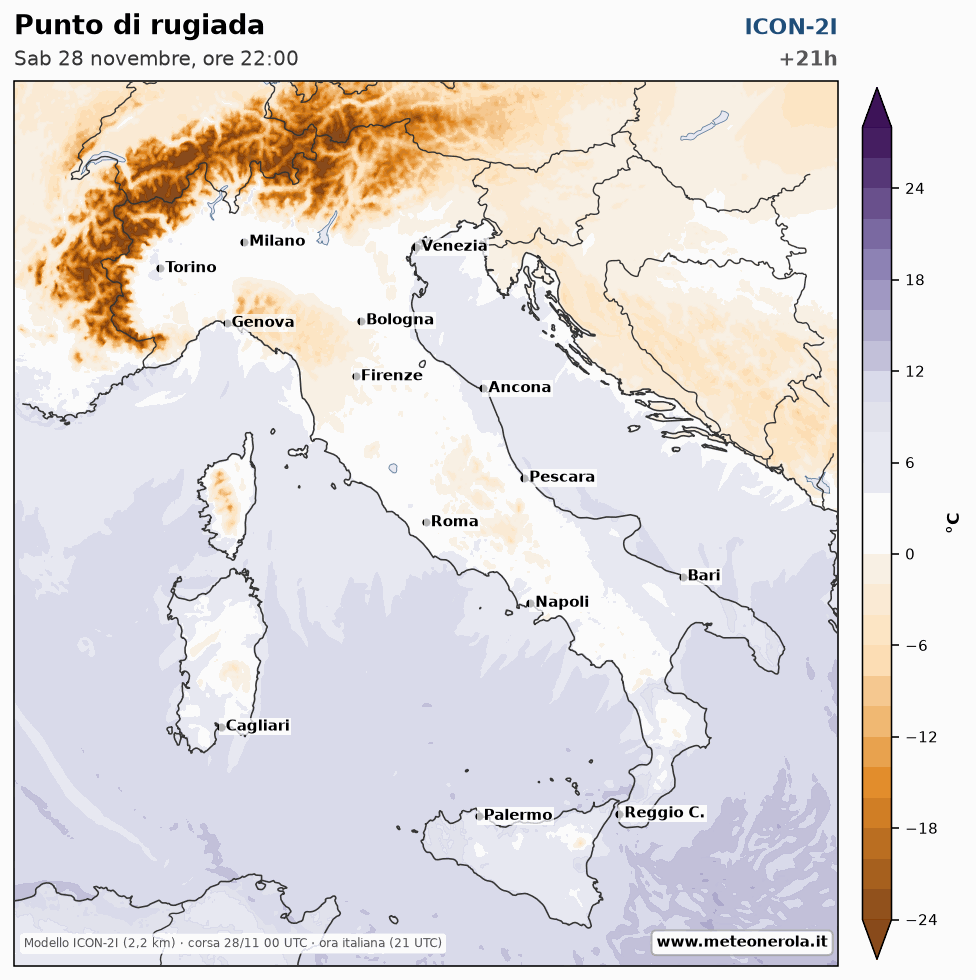 Punto di rugiada
ICON-2I
Sab 28 novembre, ore 22:00
+21h
Milano
Venezia
Torino
Genova
Bologna
Firenze
Ancona
Pescara
Roma
Bari
Napoli
Cagliari
Palermo
Reggio C.
24
18
12
6
0
−6
−12
−18
−24
°C
Modello ICON-2I (2,2 km) · corsa 28/11 00 UTC · ora italiana (21 UTC)
www.meteonerola.it